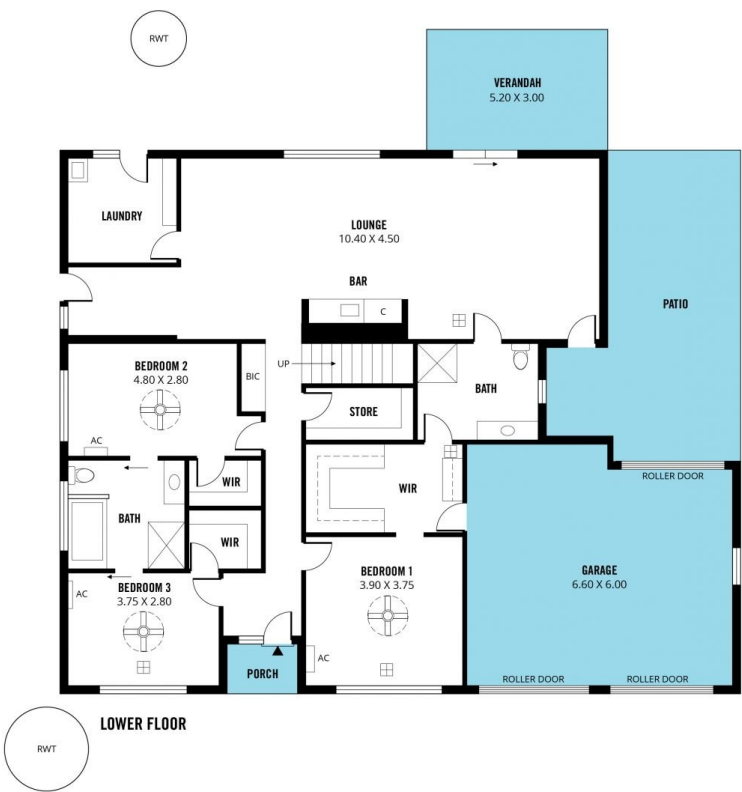 RWT
VERANDAH
5.20 X 3.00
LAUNDRY
LOUNGE
10.40 X 4.50
BAR
C
PATIO
UP
BEDROOM 2
4.80 X 2.80
BIC
STORE
BATH
AC
WIR
WIR
ROLLER DOOR
BATH
WIR
BEDROOM 1
3.90 X 3.75
GARAGE
6.60 X 6.00
BEDROOM 3
3.75 X 2.80
AC
AC
PORCH
ROLLER DOOR
ROLLER DOOR
LOWER FLOOR
RWT